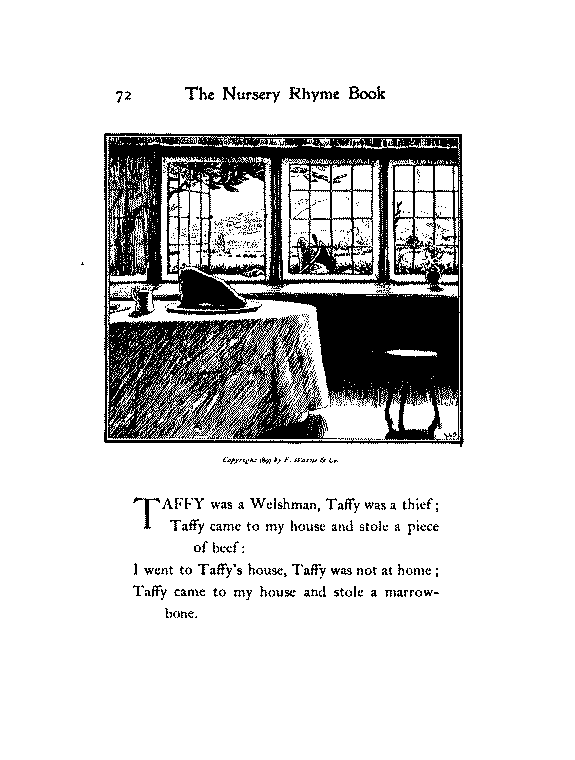 72 The Nursery Rhyme Book
Copyright 1897 by F. Warne & Co.
TAFFY was a Welshman, Taffy was a thief;
Taffy came to my house and stole a piece
of beef:
I went to Taffy's house, Taffy was not at home;
Taffy came to my house and stole a marrow-
bone.